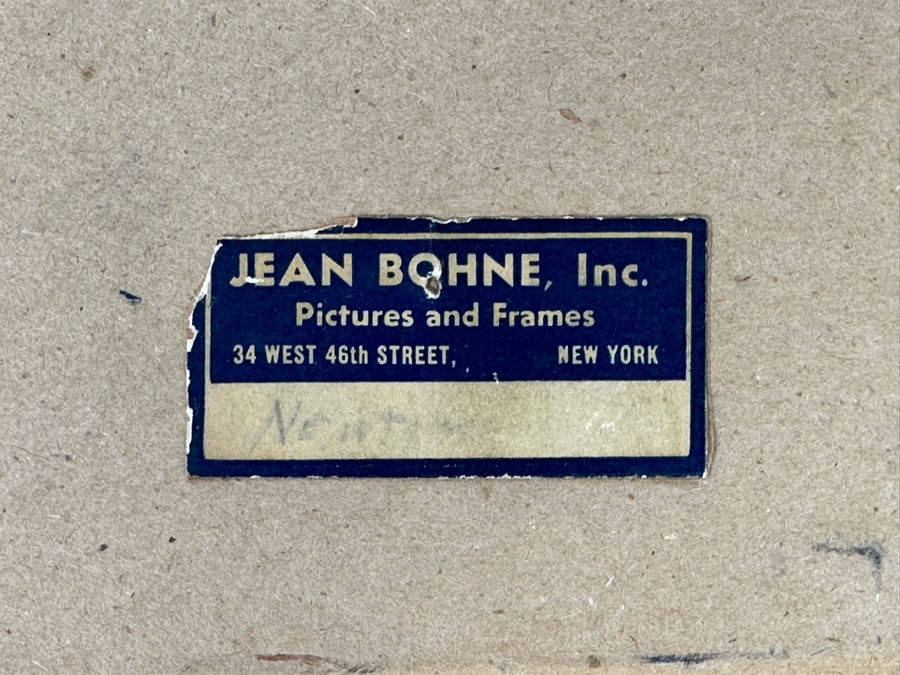 JEAN BOHNE, Inc.
Pictures and Frames
34 WEST 46th STREET, NEW YORK